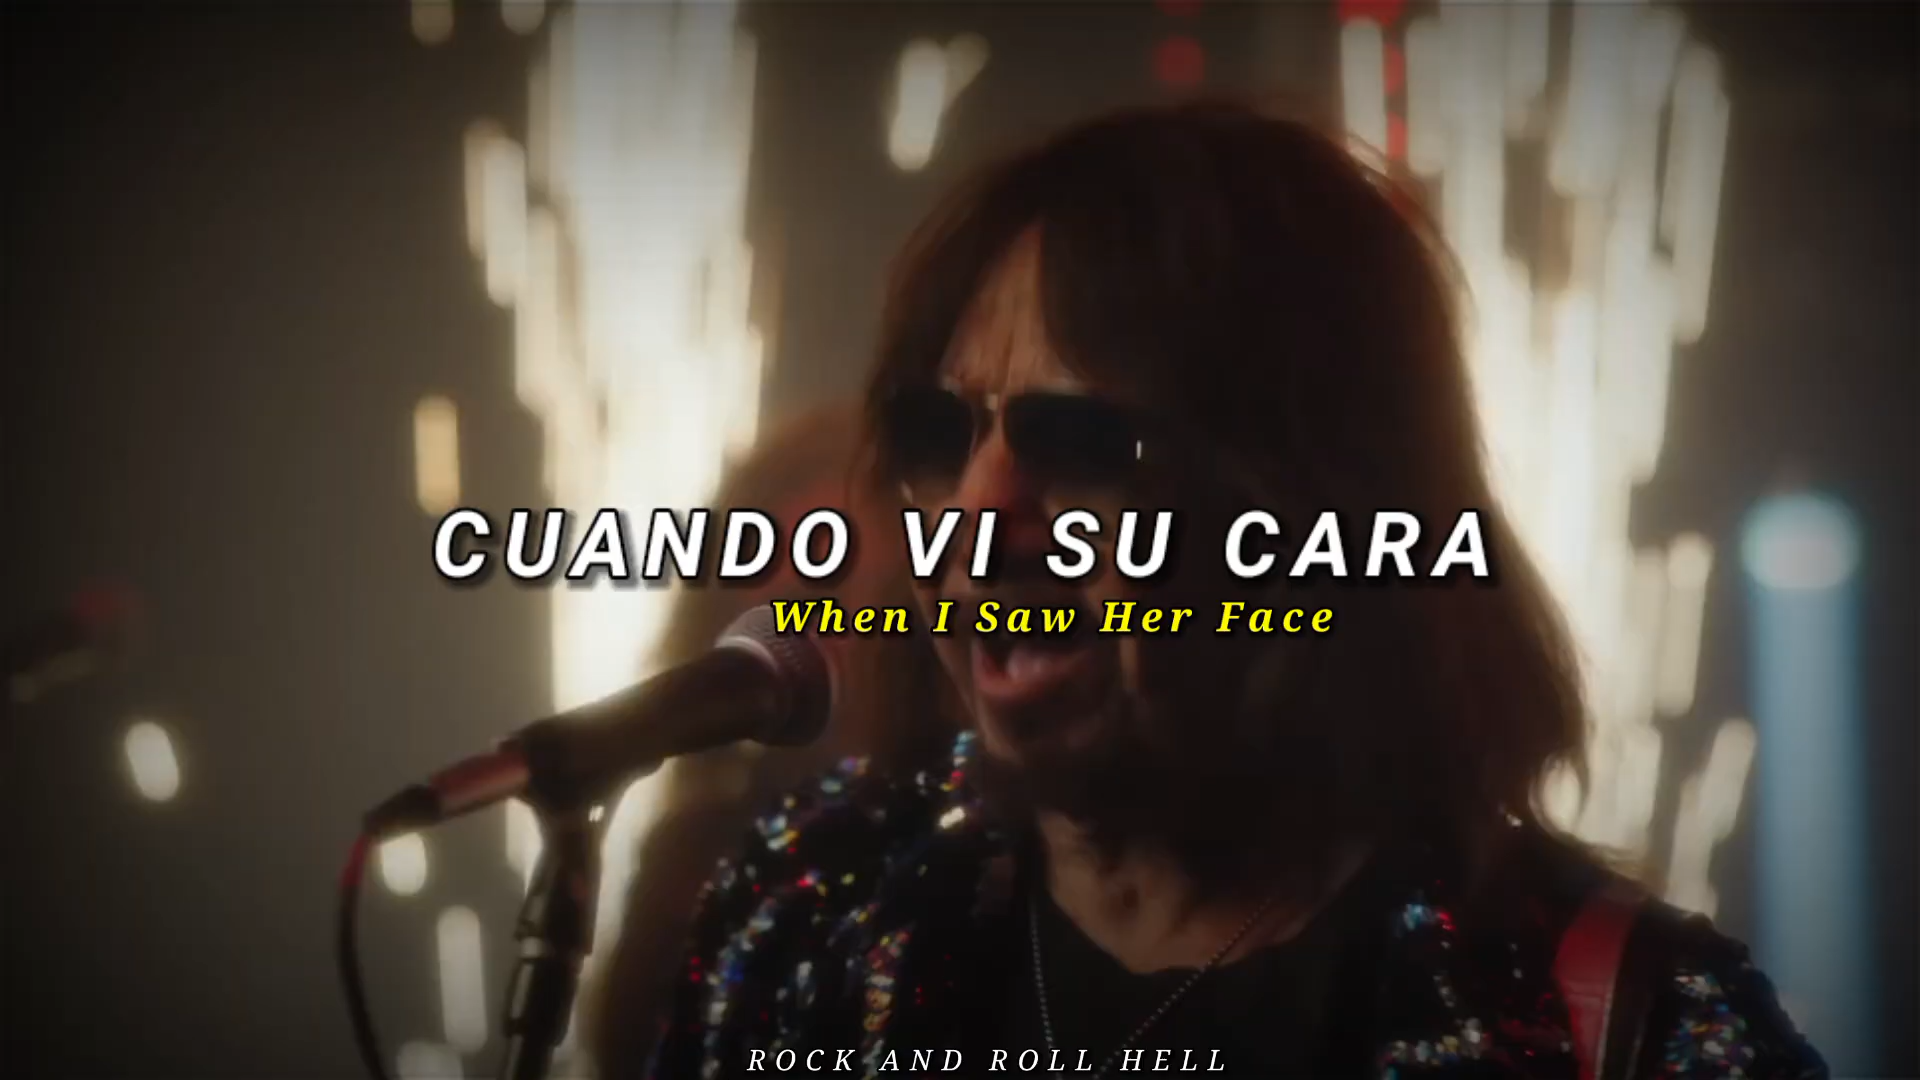 CUANDO VI SU CARA
When I Saw Her Face
ROCK AND ROLL HELL